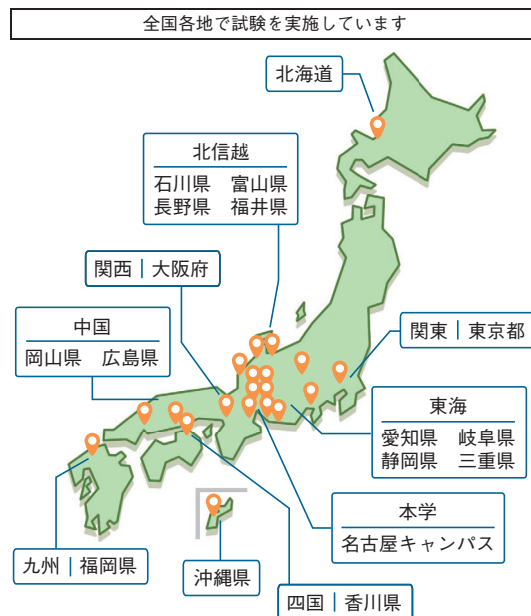 全国各地で試験を実施しています
北海道
北信越
石川県 富山県
長野県 福井県
関西｜大阪府
中国
岡山県 広島県
関東｜東京都
東海
愛知県 岐阜県
静岡県 三重県
本学
名古屋キャンパス
九州｜福岡県
沖縄県
四国｜香川県